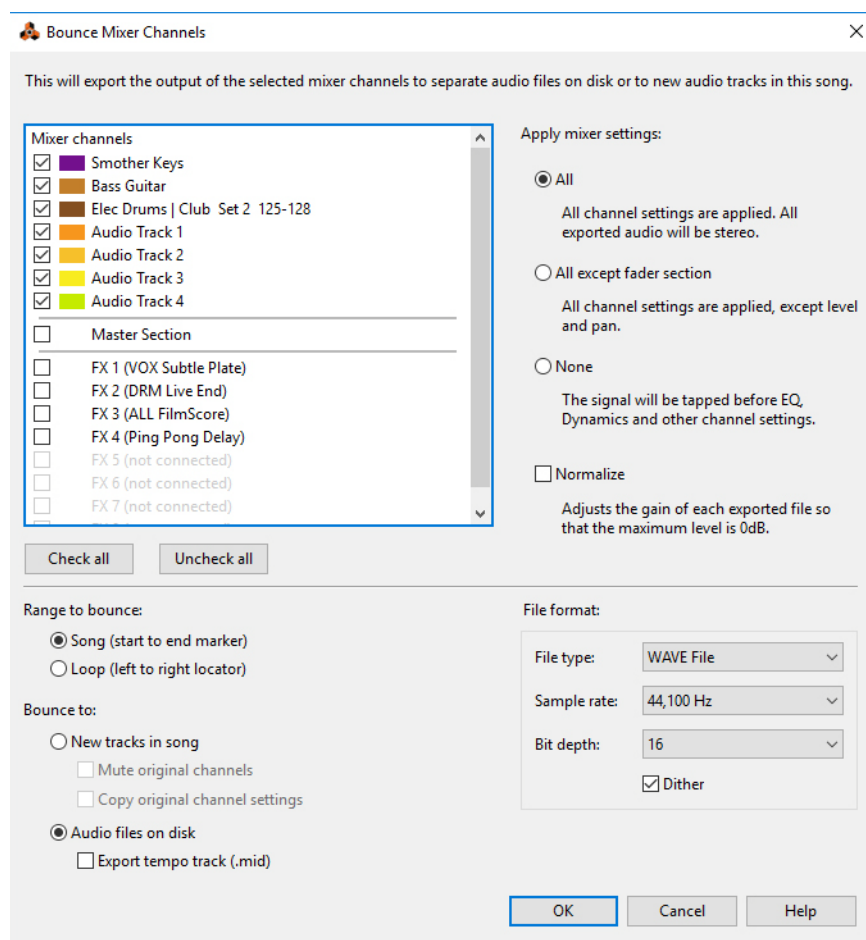 Bounce Mixer Channels
This will export the output of the selected mixer channels to separate audio files on disk or to new audio tracks in this song.
Mixer channels
Smother Keys
Bass Guitar
Elec Drums | Club Set 2 125-128
Audio Track 1
Audio Track 2
Audio Track 3
Audio Track 4
Master Section
FX 1 (VOX Subtle Plate)
FX 2 (DRM Live End)
FX 3 (ALL FilmScore)
FX 4 (Ping Pong Delay)
FX 5 (not connected)
FX 6 (not connected)
FX 7 (not connected)
Check all
Uncheck all
Apply mixer settings:
All
All channel settings are applied. All
exported audio will be stereo.
All except fader section
All channel settings are applied, except level
and pan.
None
The signal will be tapped before EQ,
Dynamics and other channel settings.
Normalize
Adjusts the gain of each exported file so
that the maximum level is 0dB.
Range to bounce:
Song (start to end marker)
Loop (left to right locator)
Bounce to:
New tracks in song
Mute original channels
Copy original channel settings
Audio files on disk
Export tempo track (.mid)
File format:
File type: WAVE File
Sample rate: 44,100 Hz
Bit depth: 16
Dither
OK
Cancel
Help